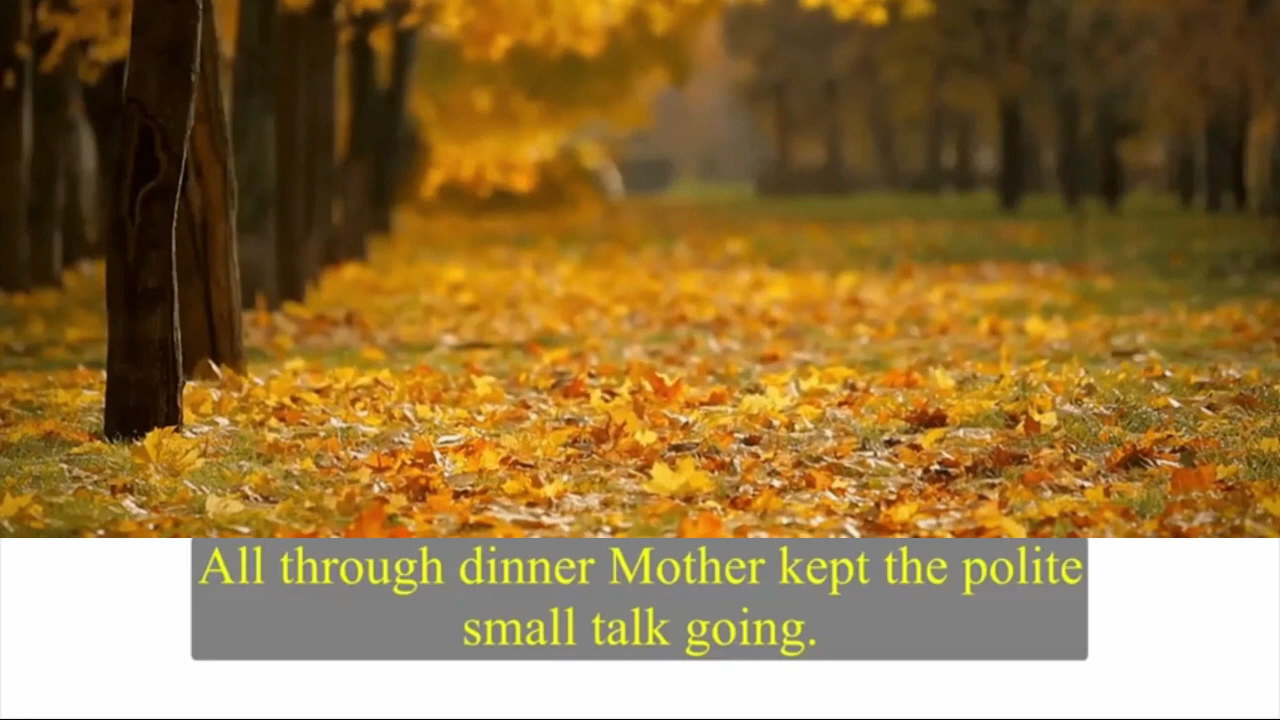 All through dinner Mother kept the polite
small talk going.